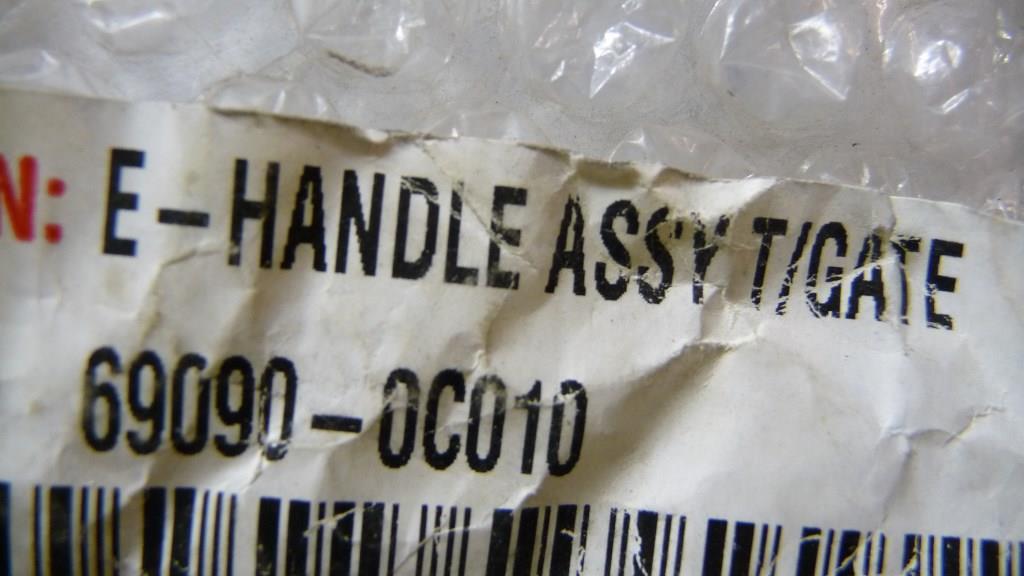 N: E-HANDLE ASSY T/GATE
69090-0C010